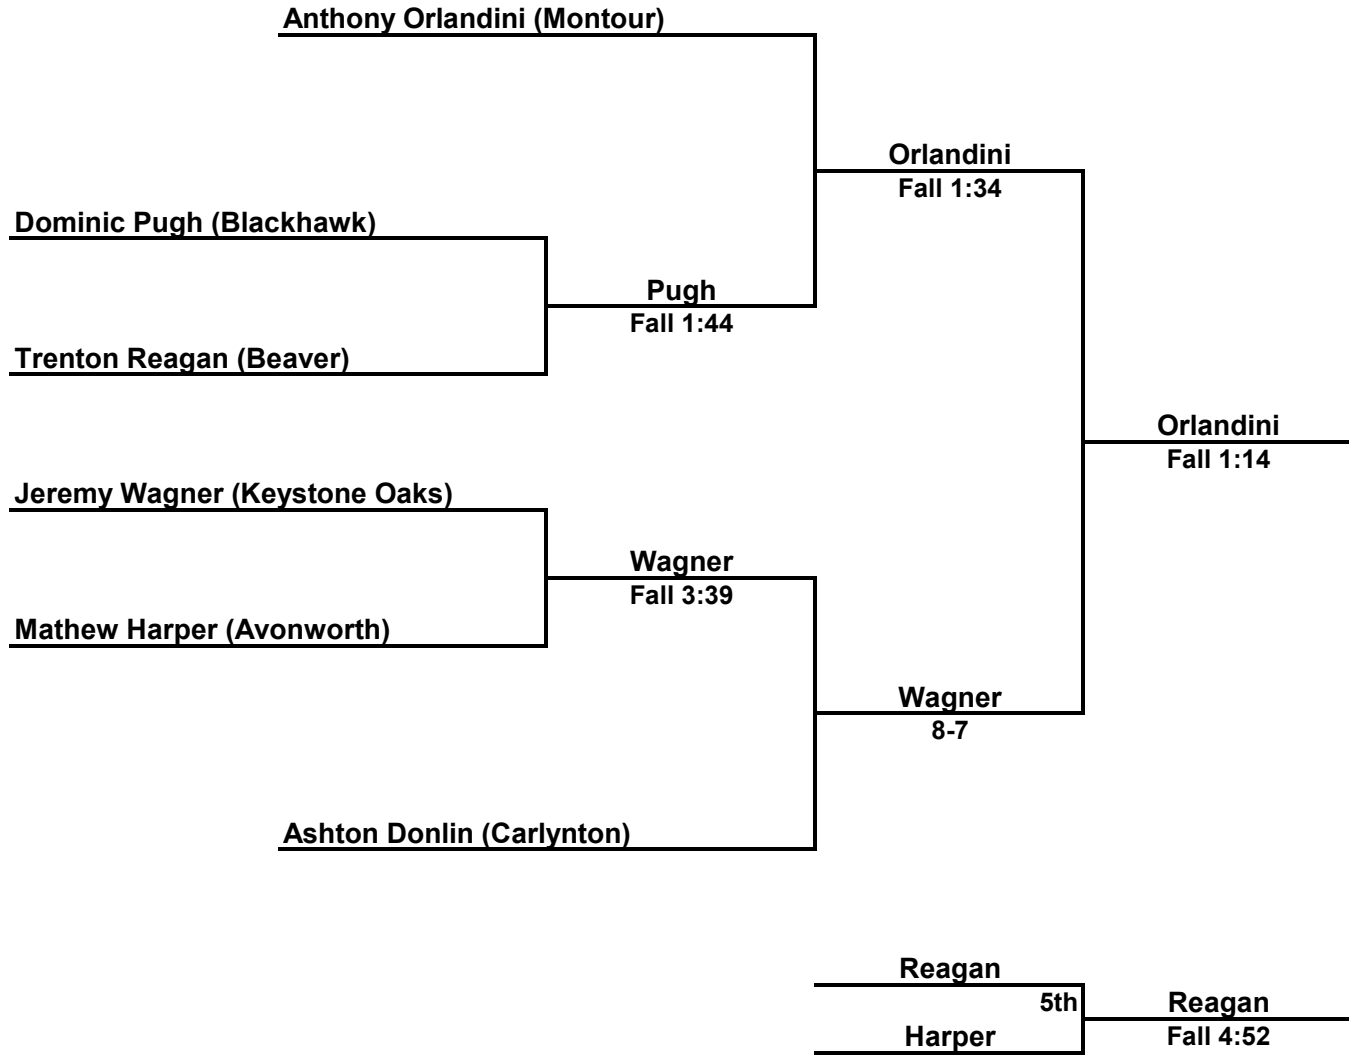 Anthony Orlandini (Montour)
Orlandini
Fall 1:34
Dominic Pugh (Blackhawk)
Pugh
Fall 1:44
Trenton Reagan (Beaver)
Orlandini
Fall 1:14
Jeremy Wagner (Keystone Oaks)
Wagner
Fall 3:39
Mathew Harper (Avonworth)
Wagner
8-7
Ashton Donlin (Carlynton)
Reagan
5th
Reagan
Harper
Fall 4:52